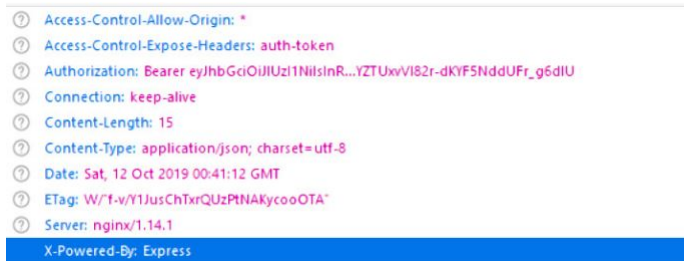 Access-Control-Allow-Origin: *
Access-Control-Expose-Headers: auth-token
Authorization: Bearer eyJhbGciOiJIUzI1NiIsInR...YZTUxvVl82r-dKYF5NddUFr_g6dIU
Connection: keep-alive
Content-Length: 15
Content-Type: application/json; charset=utf-8
Date: Sat, 12 Oct 2019 00:41:12 GMT
ETag: W/"f-v/Y1JusChTxrQUzPtNAKycooOTA"
Server: nginx/1.14.1
X-Powered-By: Express